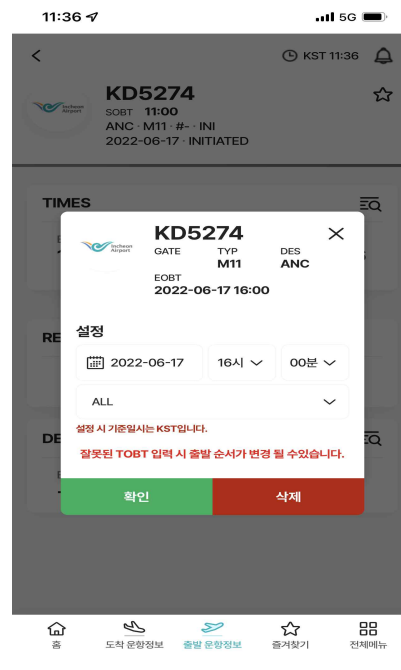 11:36
5G
KST 11:36
Incheon
Airport
KD5274
SOBT 11:00
ANC · M11 · #- · INI
2022-06-17 · INITIATED
TIMES
Incheon
Airport
KD5274
GATE TYP DES
M11 ANC
EOBT
2022-06-17 16:00
RE
설정
2022-06-17 16시 00분
ALL
설정 시 기준일시는 KST입니다.
DE
잘못된 TOBT 입력 시 출발 순서가 변경 될 수있습니다.
확인 삭제
홈 도착 운항정보 출발 운항정보 즐겨찾기 전체메뉴